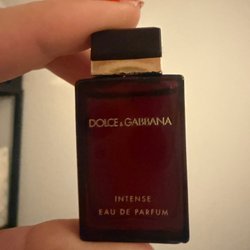 DOLCE & GABBANA
INTENSE
EAU DE PARFUM